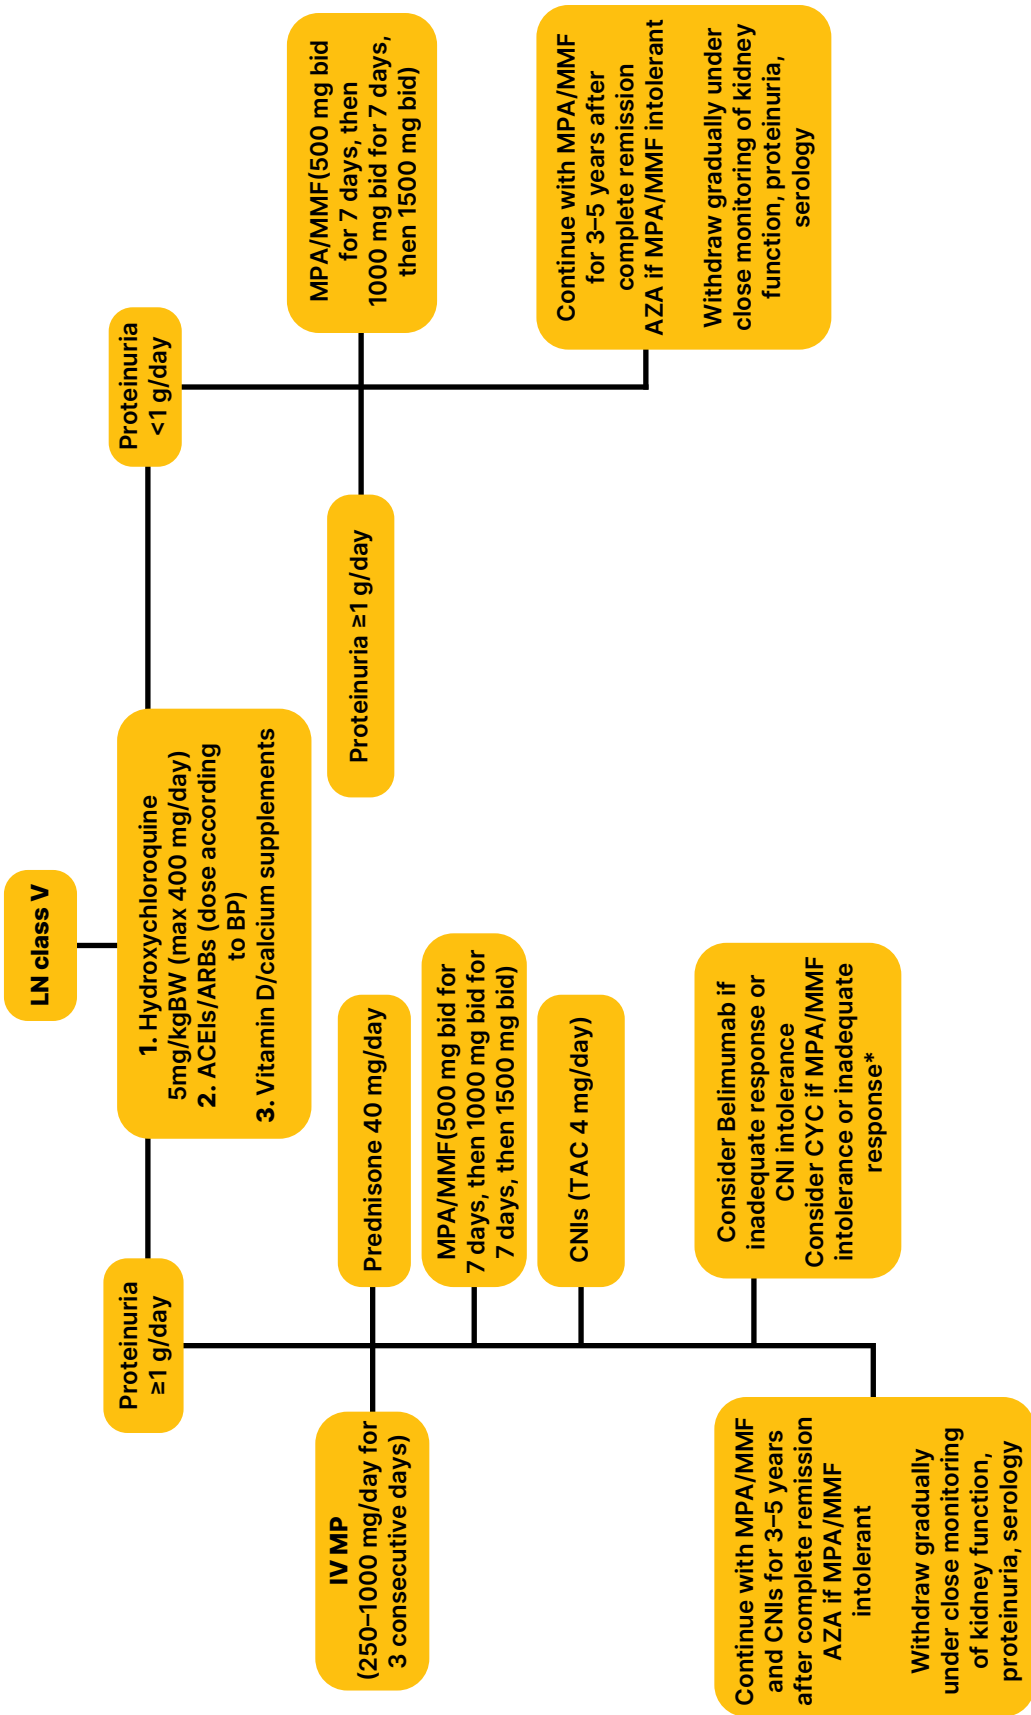 LN class V
1. Hydroxychloroquine
5mg/kgBW (max 400 mg/day)
2. ACEIs/ARBs (dose according
to BP)
3. Vitamin D/calcium supplements
Proteinuria
≥1 g/day
IV MP
(250–1000 mg/day for
3 consecutive days)
Prednisone 40 mg/day
MPA/MMF(500 mg bid for
7 days, then 1000 mg bid for
7 days, then 1500 mg bid)
CNIs (TAC 4 mg/day)
Consider Belimumab if
inadequate response or
CNI intolerance
Consider CYC if MPA/MMF
intolerance or inadequate
response*
Continue with MPA/MMF
and CNIs for 3–5 years
after complete remission
AZA if MPA/MMF
intolerant
Withdraw gradually
under close monitoring
of kidney function,
proteinuria, serology
Proteinuria
<1 g/day
Proteinuria ≥1 g/day
MPA/MMF(500 mg bid
for 7 days, then
1000 mg bid for 7 days,
then 1500 mg bid)
Continue with MPA/MMF
for 3–5 years after
complete remission
AZA if MPA/MMF intolerant
Withdraw gradually under
close monitoring of kidney
function, proteinuria,
serology